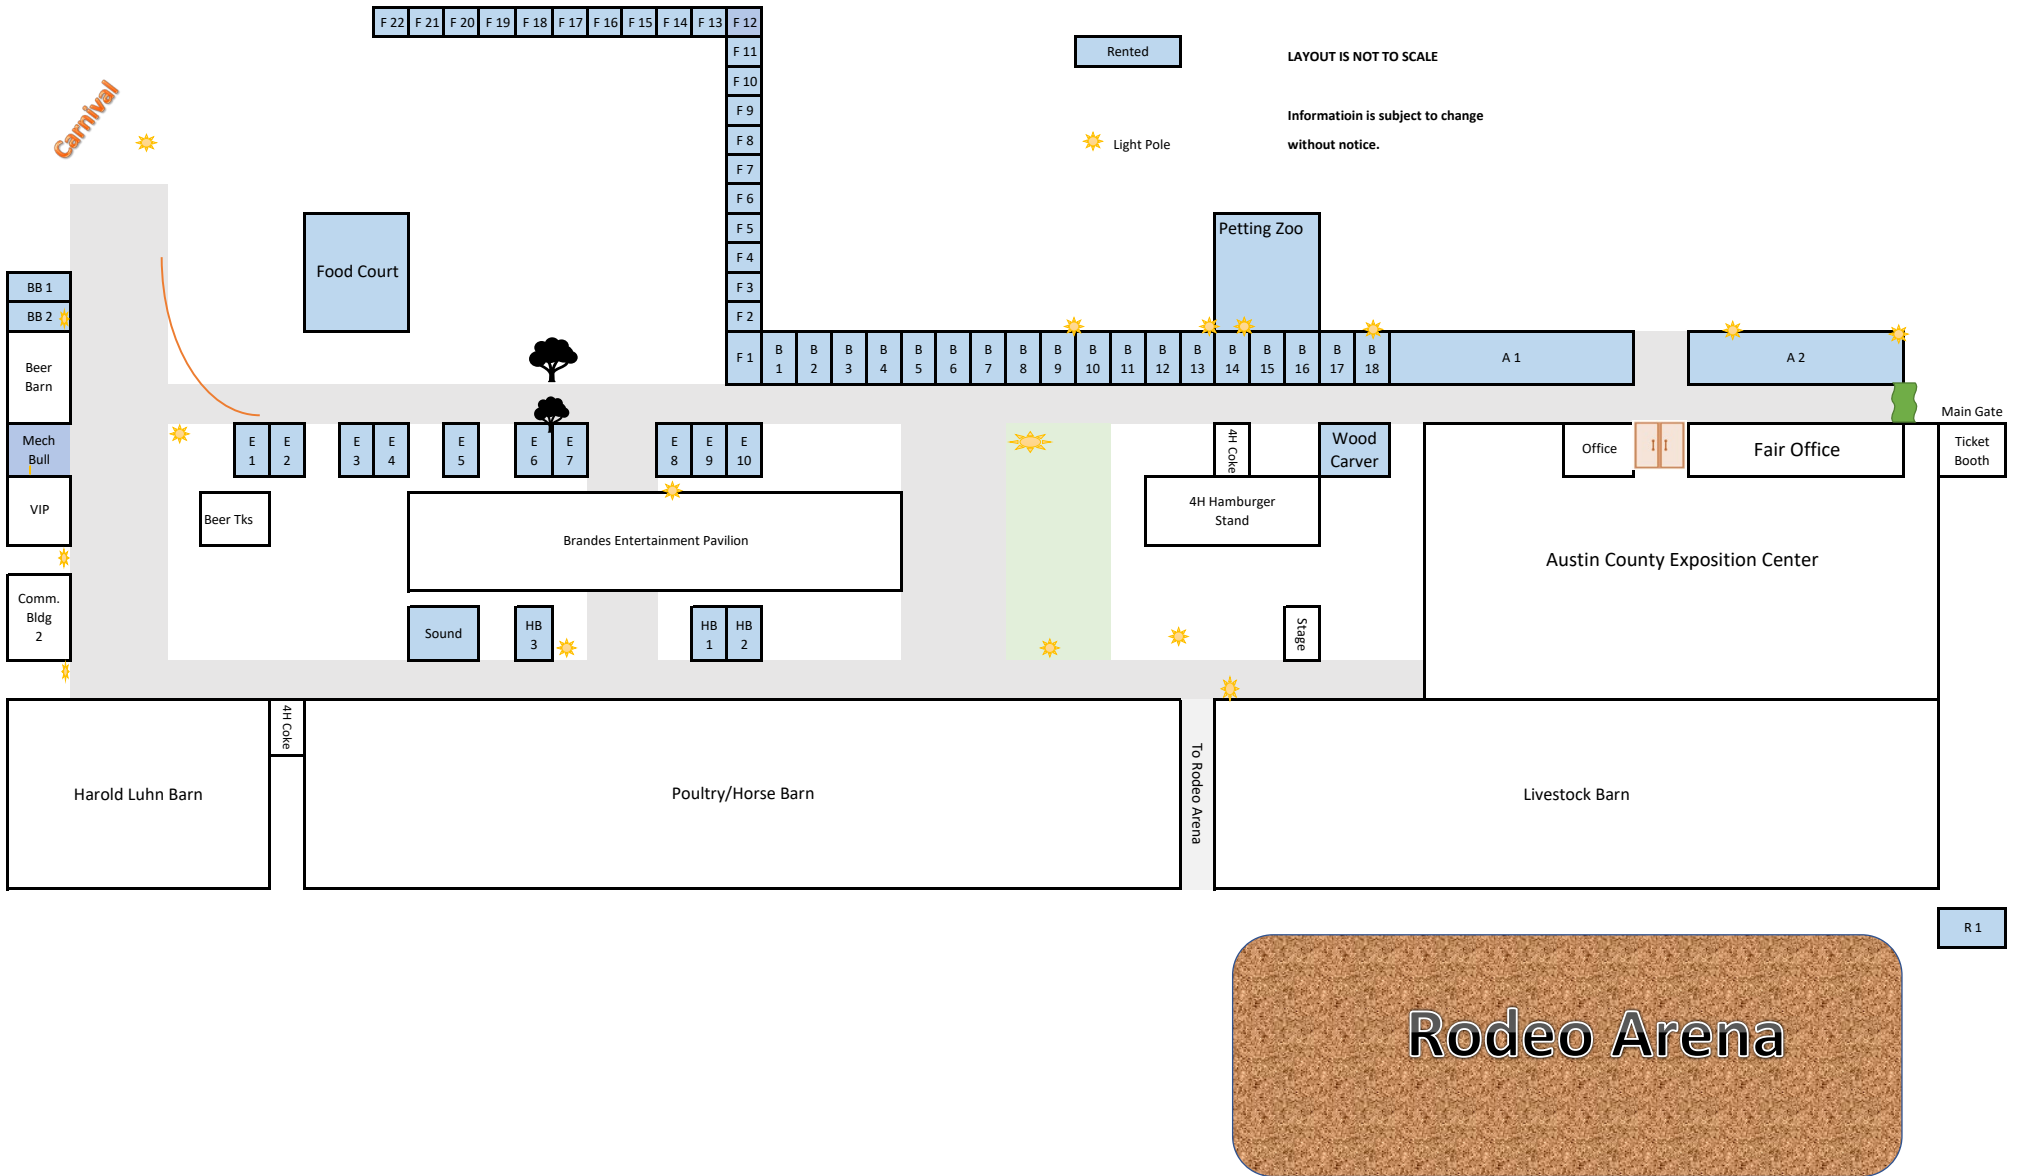 F 22 F 21 F 20 F 19 F 18 F 17 F 16 F 15 F 14 F 13 F 12
F 11
F 10
F 9
F 8
F 7
F 6
F 5
F 4
F 3
F 2
Rented
LAYOUT IS NOT TO SCALE
Informatioin is subject to change
without notice.
Light Pole
Carnival
Petting Zoo
Food Court
BB 1
BB 2
Beer
Barn
F 1
B
1
B
2
B
3
B
4
B
5
B
6
B
7
B
8
B
9
B
10
B
11
B
12
B
13
B
14
B
15
B
16
B
17
B
18
A 1
A 2
Main Gate
Mech
Bull
E
1
E
2
E
3
E
4
E
5
E
6
E
7
E
8
E
9
E
10
4H Coke
Wood
Carver
Office
Fair Office
Ticket
Booth
VIP
Beer Tks
Brandes Entertainment Pavilion
4H Hamburger
Stand
Austin County Exposition Center
Comm.
Bldg
2
Sound
HB
3
HB
1
HB
2
Stage
4H Coke
Harold Luhn Barn
Poultry/Horse Barn
To Rodeo Arena
Livestock Barn
R 1
Rodeo Arena